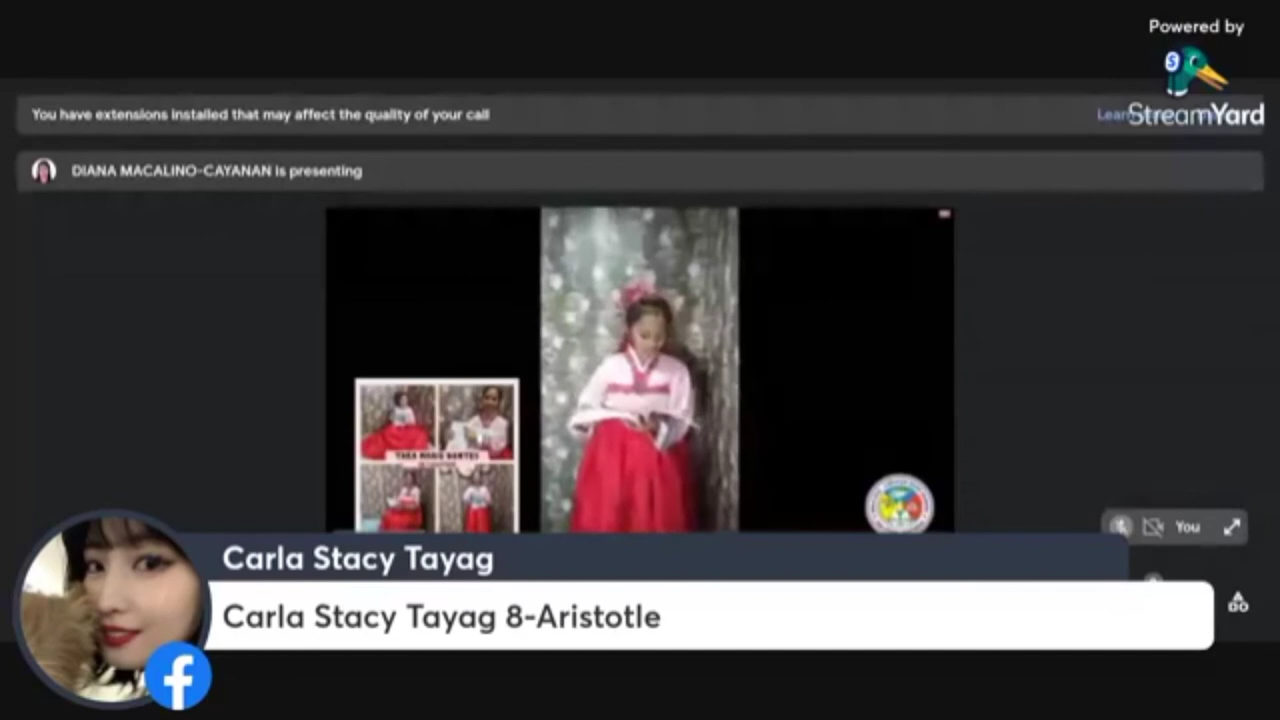 Powered by
StreamYard
You have extensions installed that may affect the quality of your call
DIANA MACALINO-CAYANAN is presenting
You
Carla Stacy Tayag
Carla Stacy Tayag 8-Aristotle